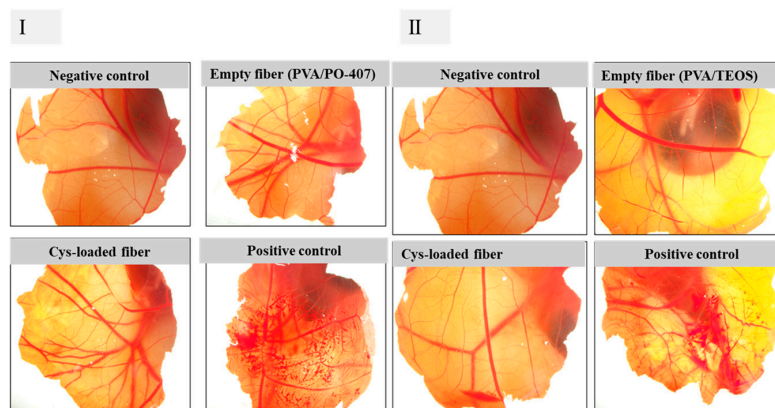 I
II
Negative control
Empty fiber (PVA/PO-407)
Negative control
Empty fiber (PVA/TEOS)
Cys-loaded fiber
Positive control
Cys-loaded fiber
Positive control